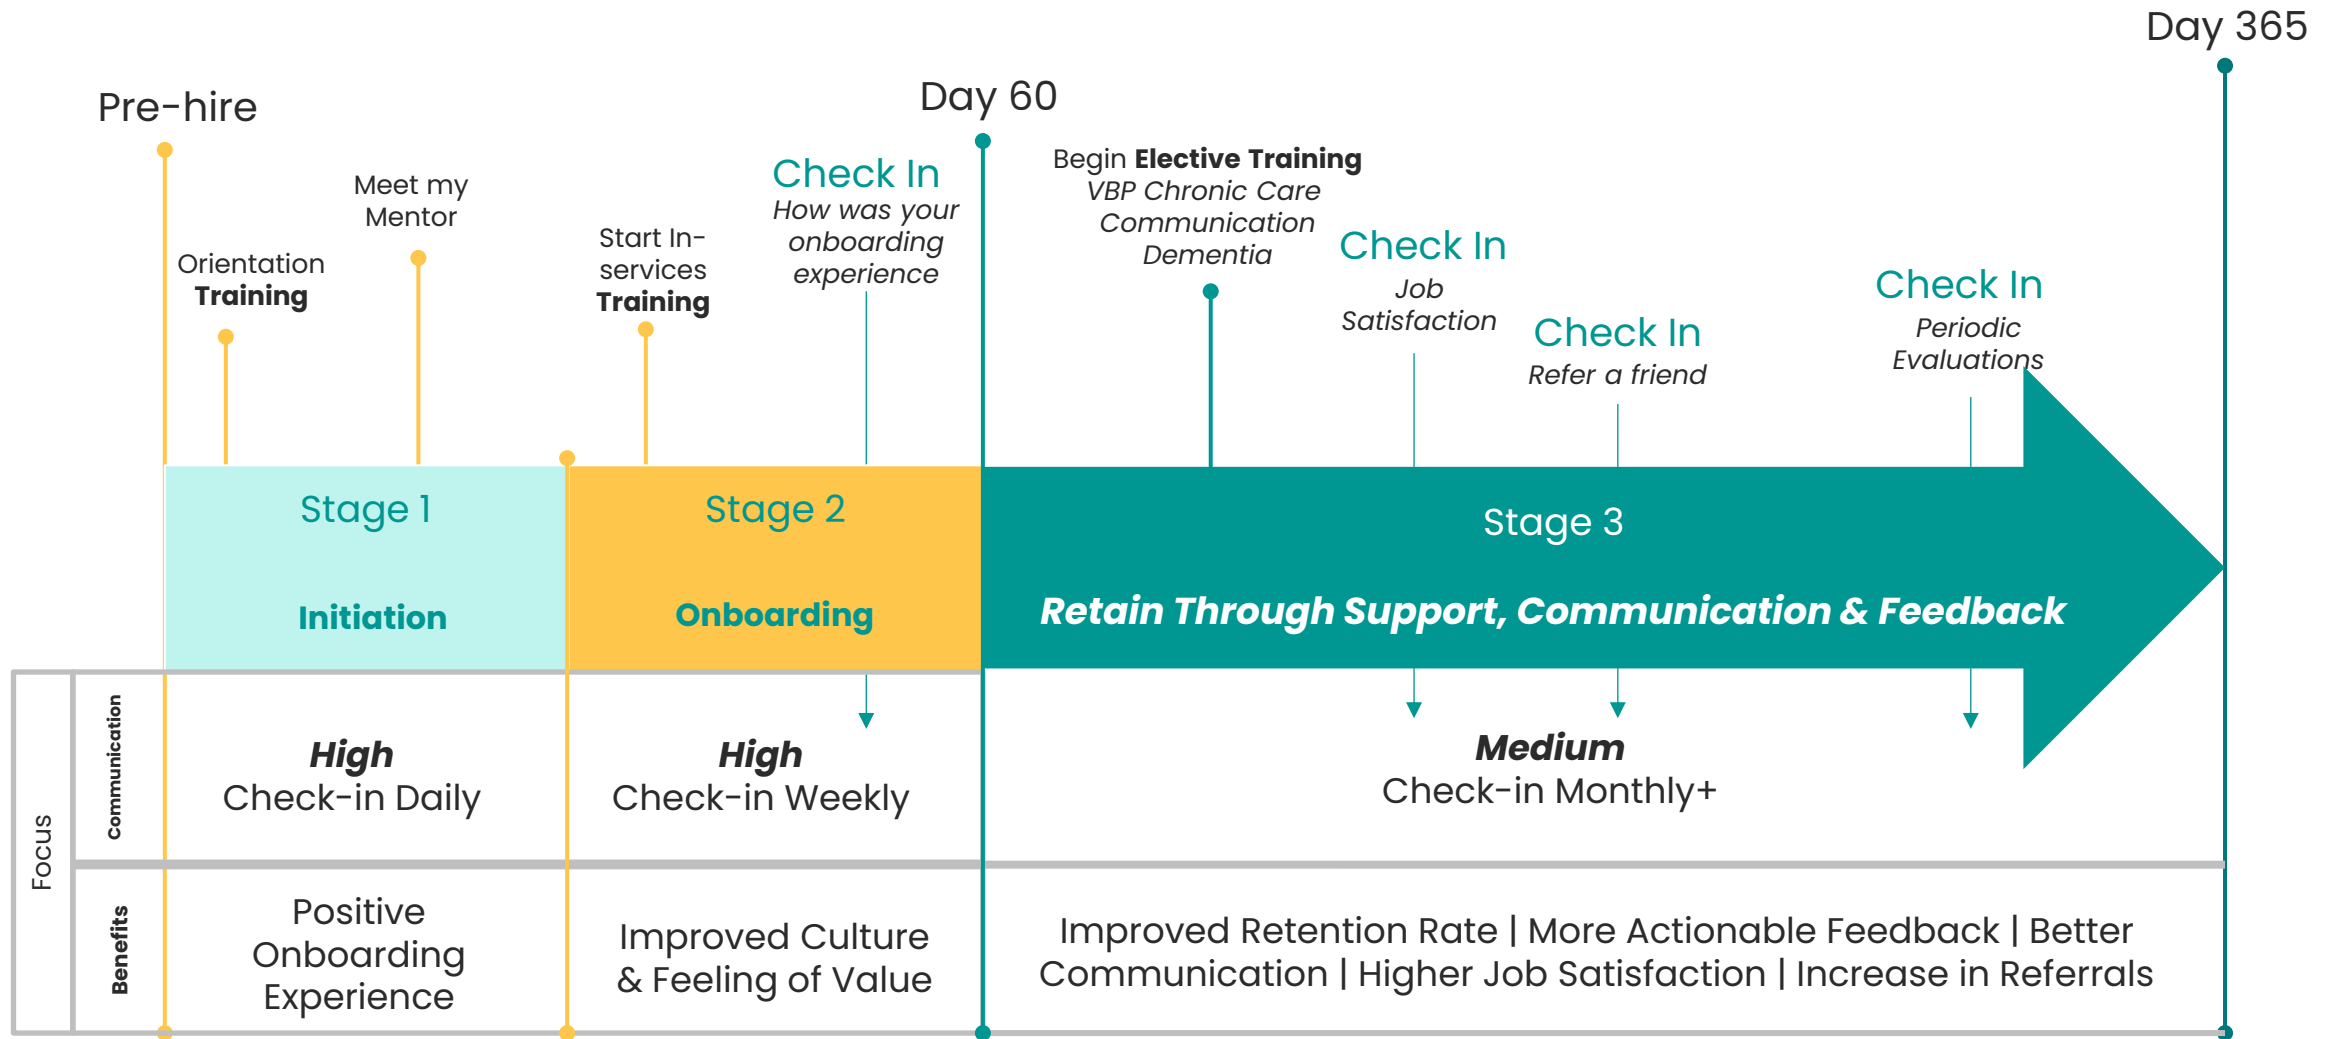 Day 365
Pre-hire
Day 60
Orientation
Training
Meet my
Mentor
Start In-
services
Training
Check In
How was your
onboarding
experience
Begin Elective Training
VBP Chronic Care
Communication
Dementia
Check In
Job
Satisfaction
Check In
Refer a friend
Check In
Periodic
Evaluations
Stage 1
Initiation
Stage 2
Onboarding
Stage 3
Retain Through Support, Communication & Feedback
Focus
Communication
High
Check-in Daily
High
Check-in Weekly
Medium
Check-in Monthly+
Benefits
Positive
Onboarding
Experience
Improved Culture
& Feeling of Value
Improved Retention Rate | More Actionable Feedback | Better
Communication | Higher Job Satisfaction | Increase in Referrals